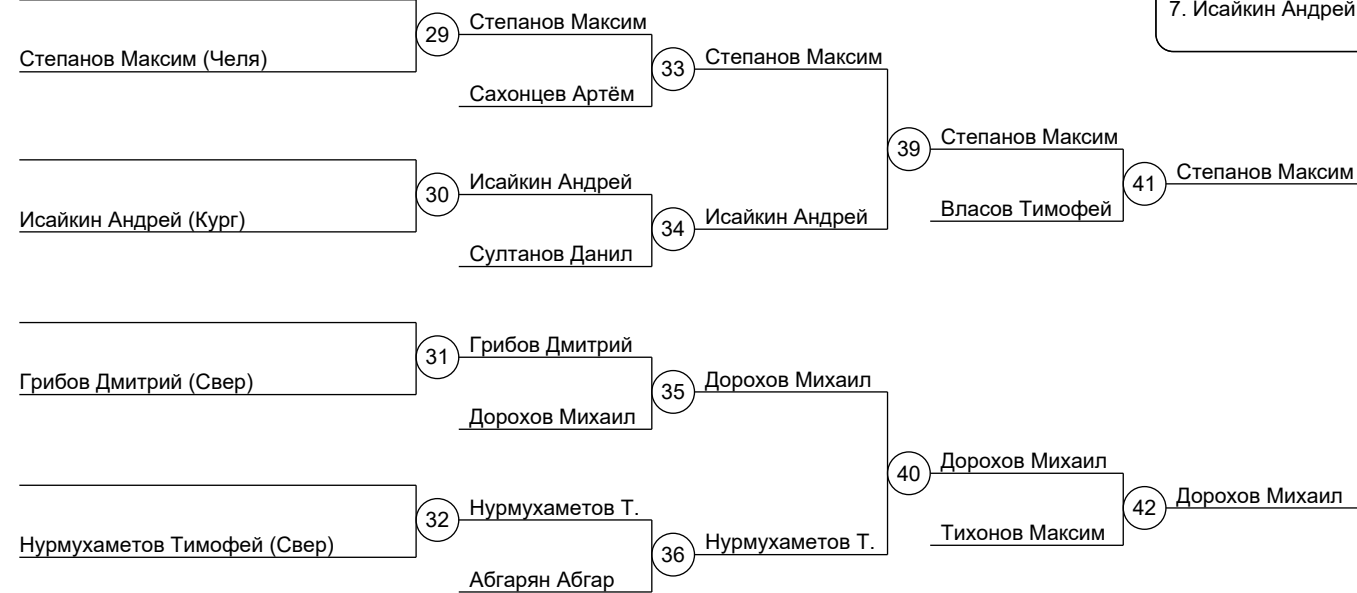 7. Исайкин Андрей
29
Степанов Максим
Степанов Максим (Челя)
33
Степанов Максим
Сахонцев Артём
39
Степанов Максим
41
Степанов Максим
30
Исайкин Андрей
Исайкин Андрей (Кург)
34
Исайкин Андрей
Власов Тимофей
Султанов Данил
31
Грибов Дмитрий
Грибов Дмитрий (Свер)
35
Дорохов Михаил
Дорохов Михаил
40
Дорохов Михаил
42
Дорохов Михаил
32
Нурмухаметов Т.
Тихонов Максим
Нурмухаметов Тимофей (Свер)
36
Нурмухаметов Т.
Абгарян Абгар